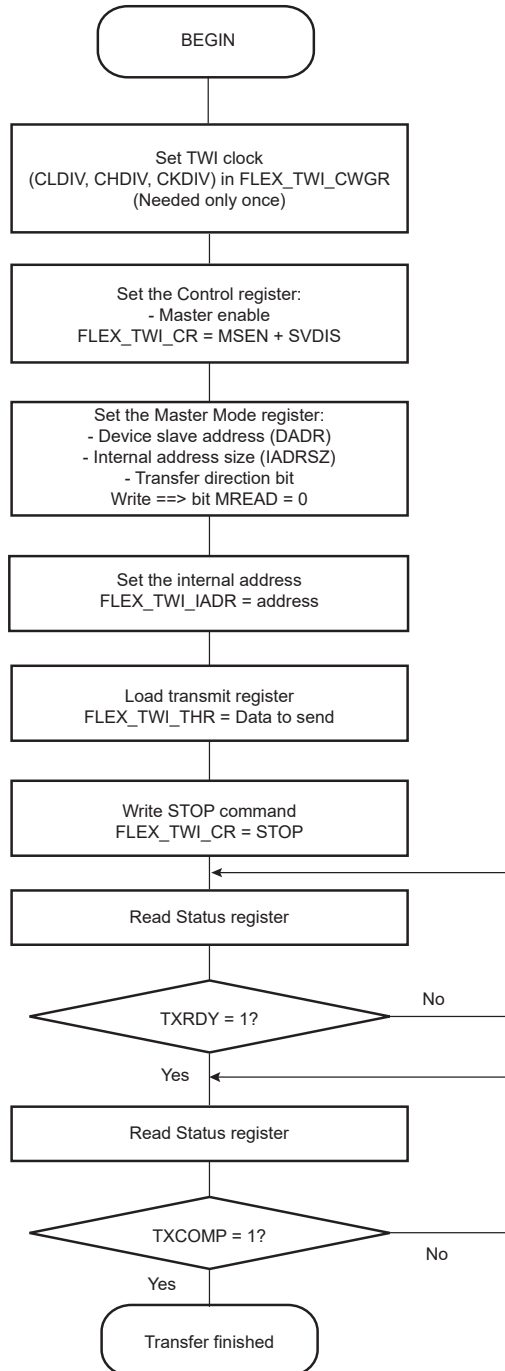 BEGIN
Set TWI clock
(CLDIV, CHDIV, CKDIV) in FLEX_TWI_CWGR
(Needed only once)
Set the Control register:
- Master enable
FLEX_TWI_CR = MSEN + SVDIS
Set the Master Mode register:
- Device slave address (DADR)
- Internal address size (IADRSZ)
- Transfer direction bit
Write ==> bit MREAD = 0
Set the internal address
FLEX_TWI_IADR = address
Load transmit register
FLEX_TWI_THR = Data to send
Write STOP command
FLEX_TWI_CR = STOP
Read Status register
No
TXRDY = 1?
Yes
Read Status register
TXCOMP = 1?
No
Yes
Transfer finished